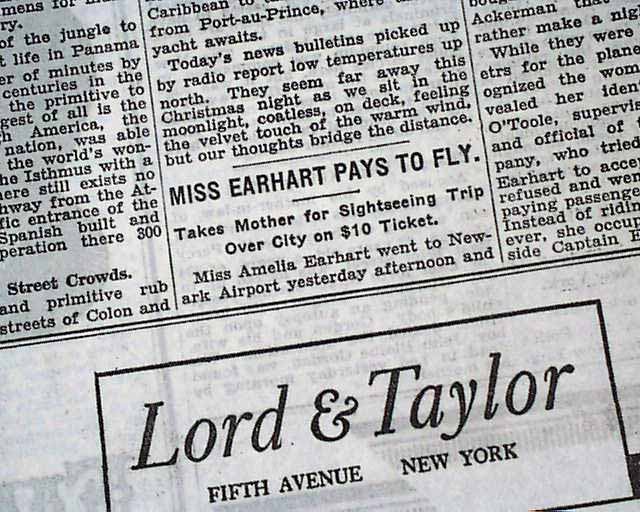 ry.
of the jungle to
t life in Panama
er of minutes by
centuries in the
the primitive to
gest of all is the
h America, the
nation, was able
the world's won-
he Isthmus with a
ere still exists no
hway from the At-
fic entrance of the
Spanish built and
peration there 300
Street Crowds.
and primitive rub
streets of Colon and
Caribbean to
from Port-au-Prince, where
yacht awaits.
Today's news bulletins picked up
by radio report low temperatures up
north. They seem far away this
Christmas night as we sit in the
moonlight, coatless, on deck, feeling
the velvet touch of the warm wind,
but our thoughts bridge the distance.
MISS EARHART PAYS TO FLY.
Takes Mother for Sightseeing Trip
Over City on $10 Ticket.
Miss Amelia Earhart went to New-
ark Airport yesterday afternoon and
Ackerman that
rather make a nig
While they were
etrs for the plane
ognized the wom
vealed her iden
O'Toole, supervis
and official of t
pany, who tried
Earhart to acce
refused and wen
paying passenge
Instead of ridin
ever, she occu
side Captain H
Lord & Taylor
FIFTH AVENUE NEW YORK